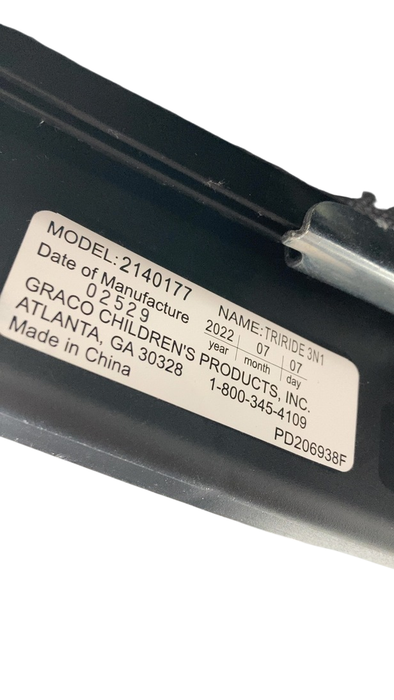 MODEL:2140177 NAME:TRIRIDE 3N1
Date of Manufacture 2022 07 07
02529 year month day
GRACO CHILDREN'S PRODUCTS, INC.
ATLANTA, GA 30328 1-800-345-4109
Made in China PD206938F